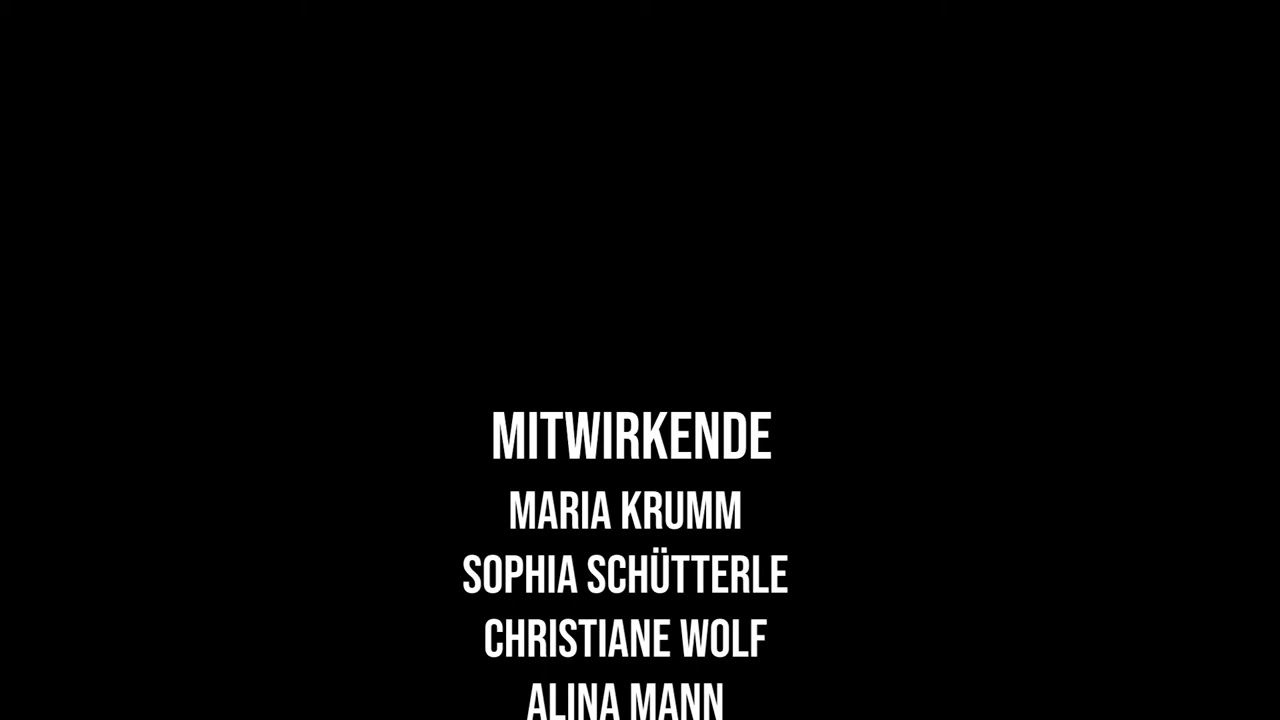 MITWIRKENDE
MARIA KRUMM
SOPHIA SCHÜTTERLE
CHRISTIANE WOLF
ALINA MANN